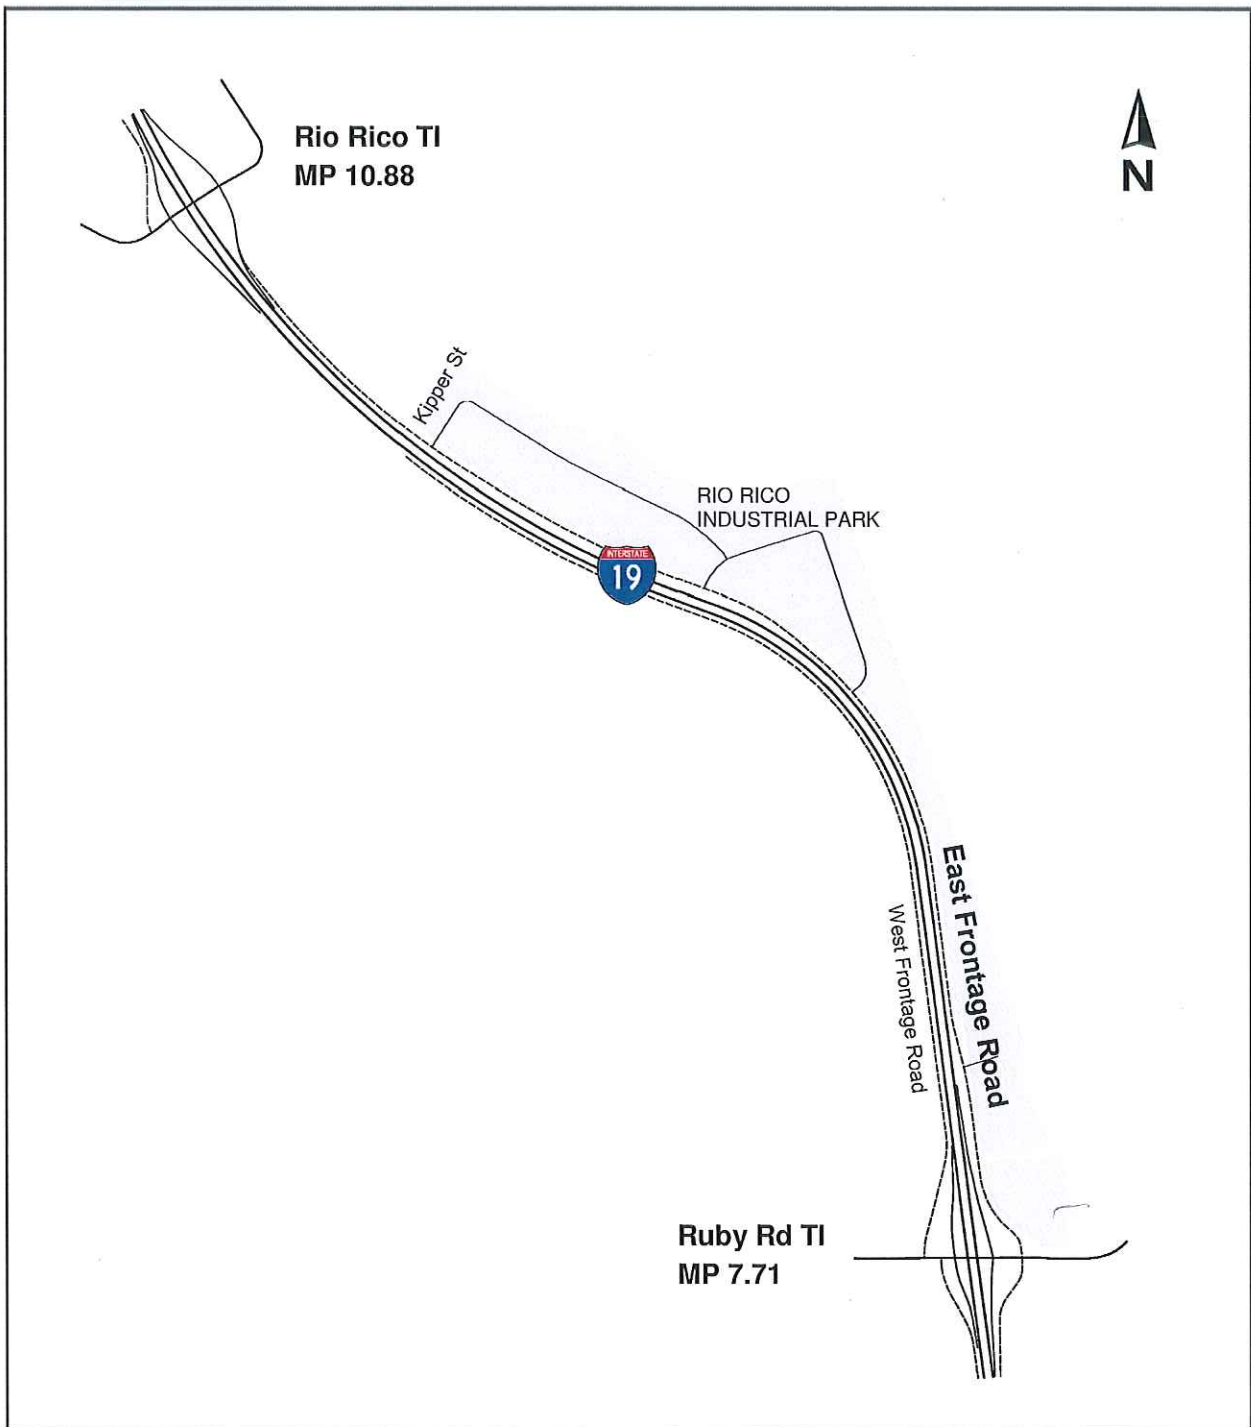 Rio Rico TI
MP 10.88
N
Kipper St
RIO RICO
INDUSTRIAL PARK
INTERSTATE
19
East Frontage Road
West Frontage Road
Ruby Rd TI
MP 7.71